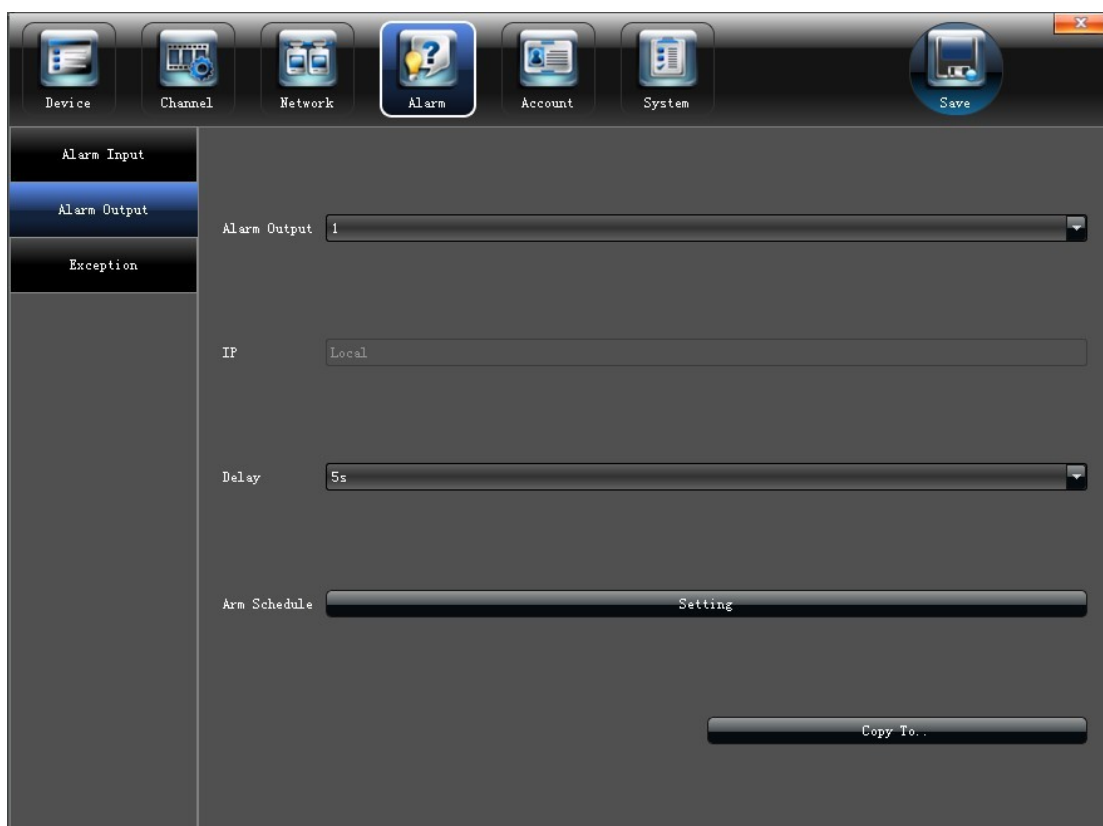 Device Channel Network Alarm Account System Save
Alarm Input
Alarm Output
Exception
Alarm Output 1
IP Local
Delay 5s
Arm Schedule Setting
Copy To..